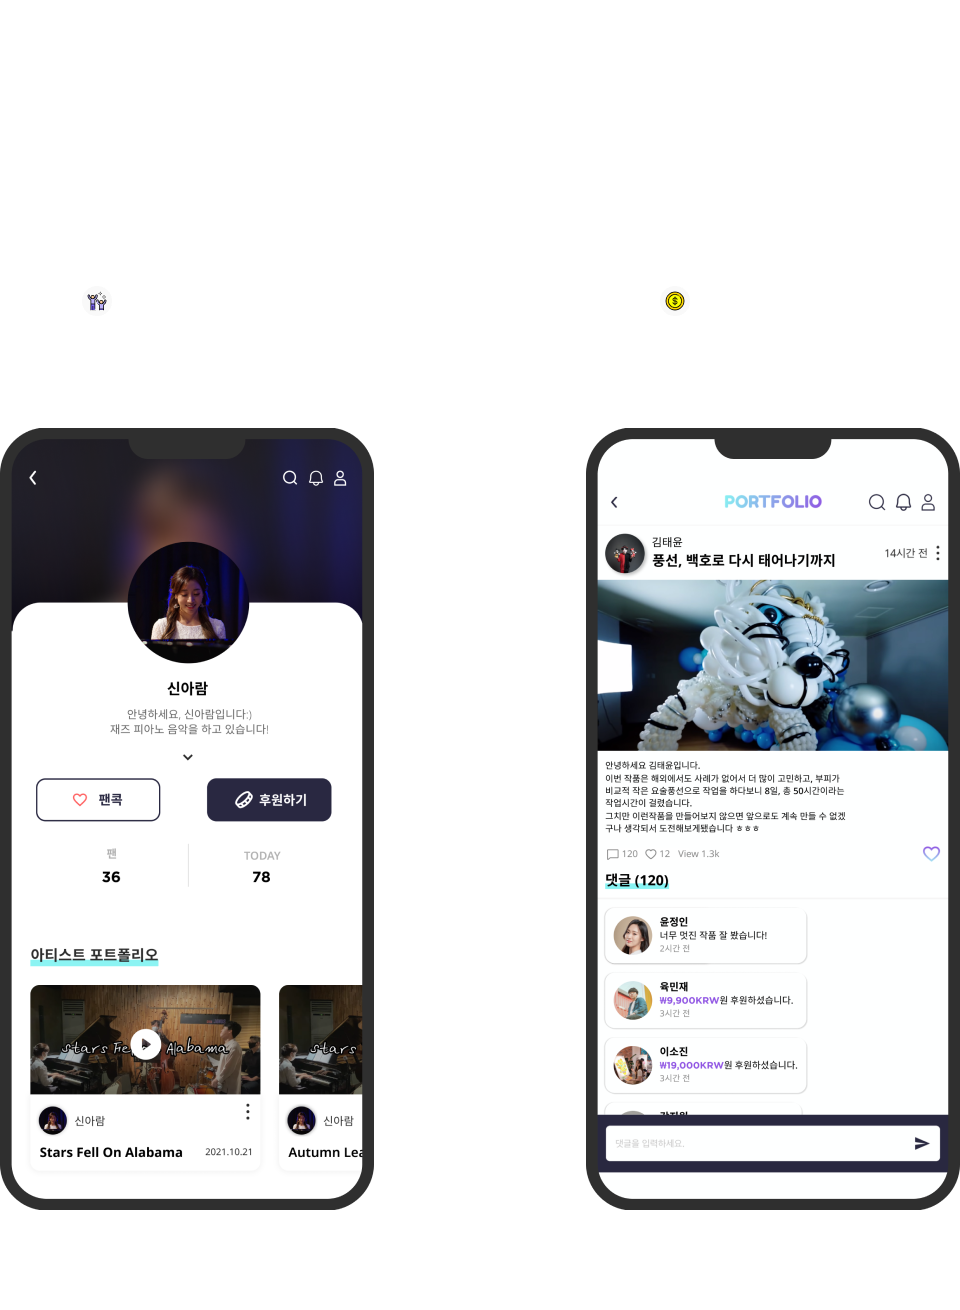 신아람
안녕하세요, 신아람입니다:)
재즈 피아노 음악을 하고 있습니다!
팬콕
후원하기
팬
TODAY
36
78
아티스트 포트폴리오
Stars Fell Alabama
stars
신아람
신아람
Stars Fell On Alabama
2021.10.21
Autumn Lea
PORTFOLIO
김태윤
풍선, 백호로 다시 태어나기까지
14시간 전
안녕하세요 김태윤입니다.
이번 작품은 해외에서도 사례가 없어서 더 많이 고민하고, 부피가
비교적 작은 요술풍선으로 작업을 하다보니 8일, 총 50시간이라는
작업시간이 걸렸습니다.
그치만 이런작품을 만들어보지 않으면 앞으로도 계속 만들 수 없겠
구나 생각되서 도전해보게됐습니다 ㅎㅎㅎ
120
12
View 1.3k
댓글 (120)
윤정인
너무 멋진 작품 잘 봤습니다!
2시간 전
육민재
₩9,900KRW원 후원하셨습니다.
3시간 전
이소진
₩19,000KRW원 후원하셨습니다.
3시간 전
댓글을 입력하세요.